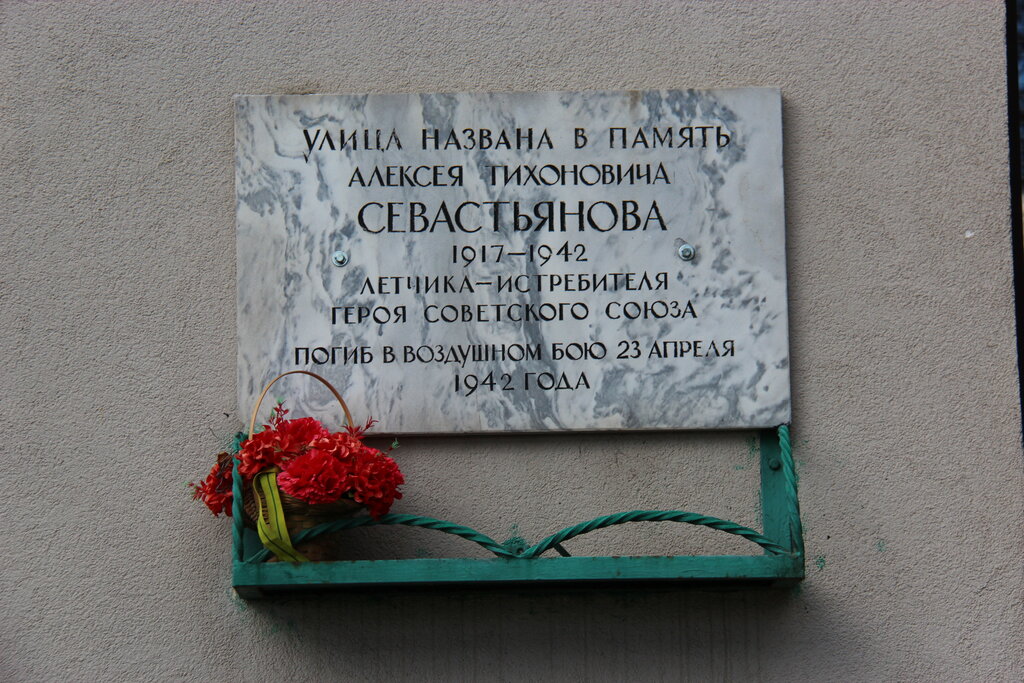 УЛИЦА НАЗВАНА В ПАМЯТЬ
АЛЕКСЕЯ ТИХОНОВИЧА
СЕВАСТЬЯНОВА
1917–1942
ЛЕТЧИКА–ИСТРЕБИТЕЛЯ
ГЕРОЯ СОВЕТСКОГО СОЮЗА
ПОГИБ В ВОЗДУШНОМ БОЮ 23 АПРЕЛЯ
1942 ГОДА